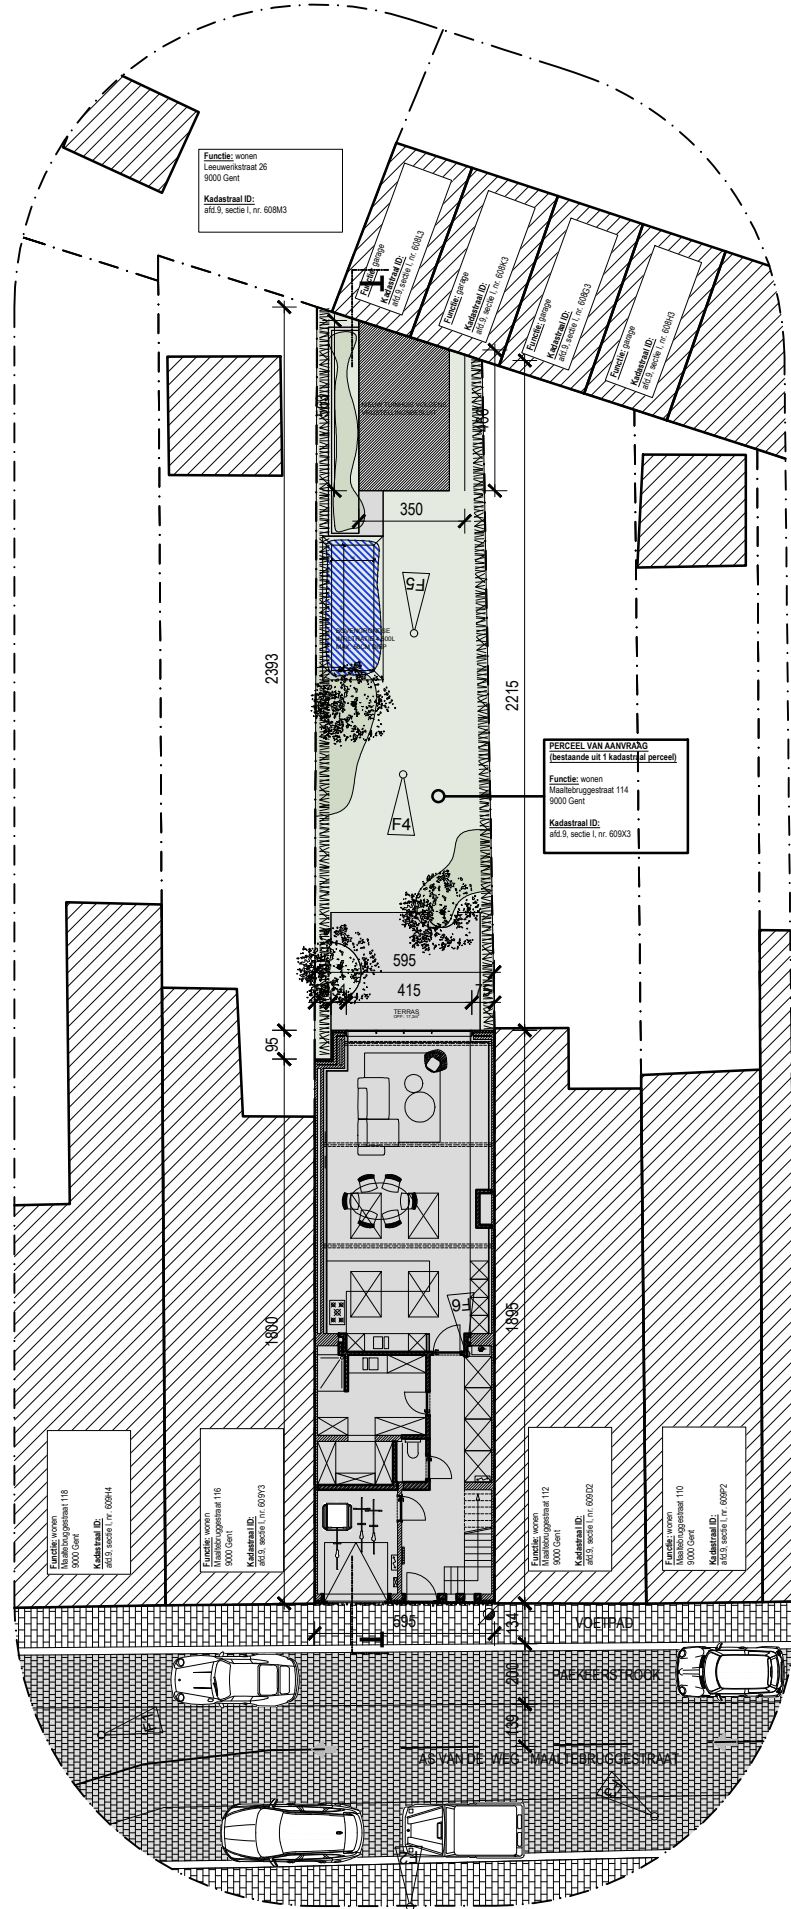 Functie: wonen
Leeuwerikstraat 26
9000 Gent
Kadastraal ID:
afd.9, sectie I, nr. 608M3
Functie: garage
Kadastraal ID:
afd.9, sectie I, nr. 608L3
Functie: garage
Kadastraal ID:
afd.9, sectie I, nr. 608K3
Functie: garage
Kadastraal ID:
afd.9, sectie I, nr. 608G3
Functie: garage
Kadastraal ID:
afd.9, sectie I, nr. 608H3
350
F5
2393
2215
PERCEEL VAN AANVRAAG
(bestaande uit 1 kadastraal perceel)
Functie: wonen
Maaltebruggestraat 114
9000 Gent
Kadastraal ID:
afd.9, sectie I, nr. 609X3
F4
595
415
75
TERRAS
95
F6
1800
1895
Functie: wonen
Maaltebruggestraat 118
9000 Gent
Kadastraal ID:
afd.9, sectie I, nr. 609H4
Functie: wonen
Maaltebruggestraat 116
9000 Gent
Kadastraal ID:
afd.9, sectie I, nr. 609Y3
Functie: wonen
Maaltebruggestraat 112
9000 Gent
Kadastraal ID:
afd.9, sectie I, nr. 609D2
Functie: wonen
Maaltebruggestraat 110
9000 Gent
Kadastraal ID:
afd.9, sectie I, nr. 609P2
595
134
VOETPAD
200
PARKEERSTROOK
139
AS VAN DE WEG - MAALTEBRUGGESTRAAT